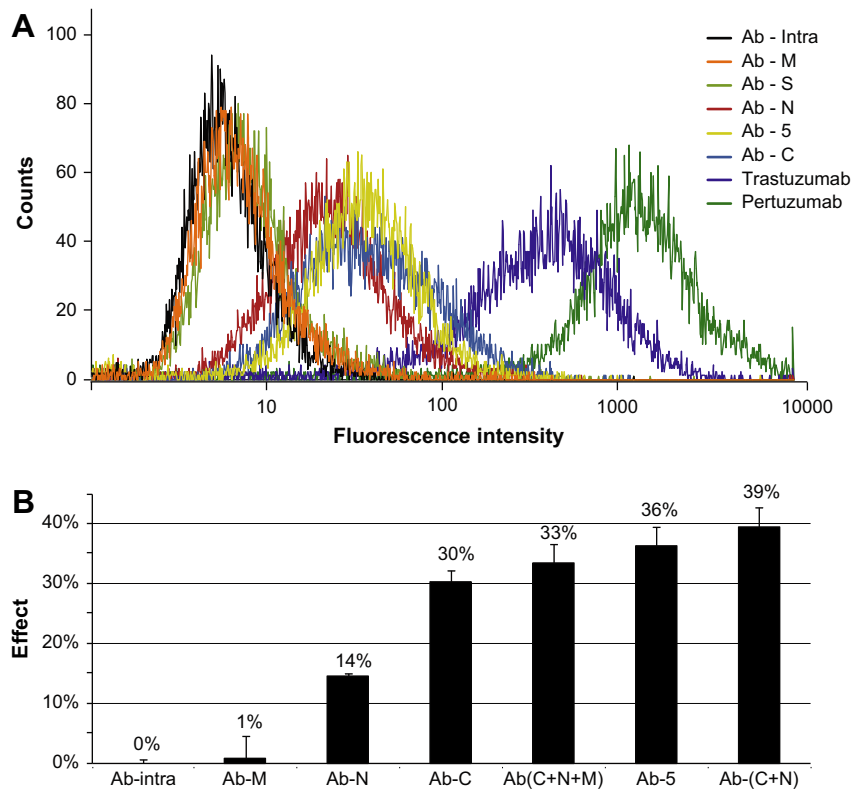 A
Counts
100
80
60
40
20
0
10
100
1000
10000
Fluorescence intensity
Ab - Intra
Ab - M
Ab - S
Ab - N
Ab - 5
Ab - C
Trastuzumab
Pertuzumab
B
Effect
40%
30%
20%
10%
0%
0%
1%
14%
30%
33%
36%
39%
Ab-intra
Ab-M
Ab-N
Ab-C
Ab(C+N+M)
Ab-5
Ab-(C+N)